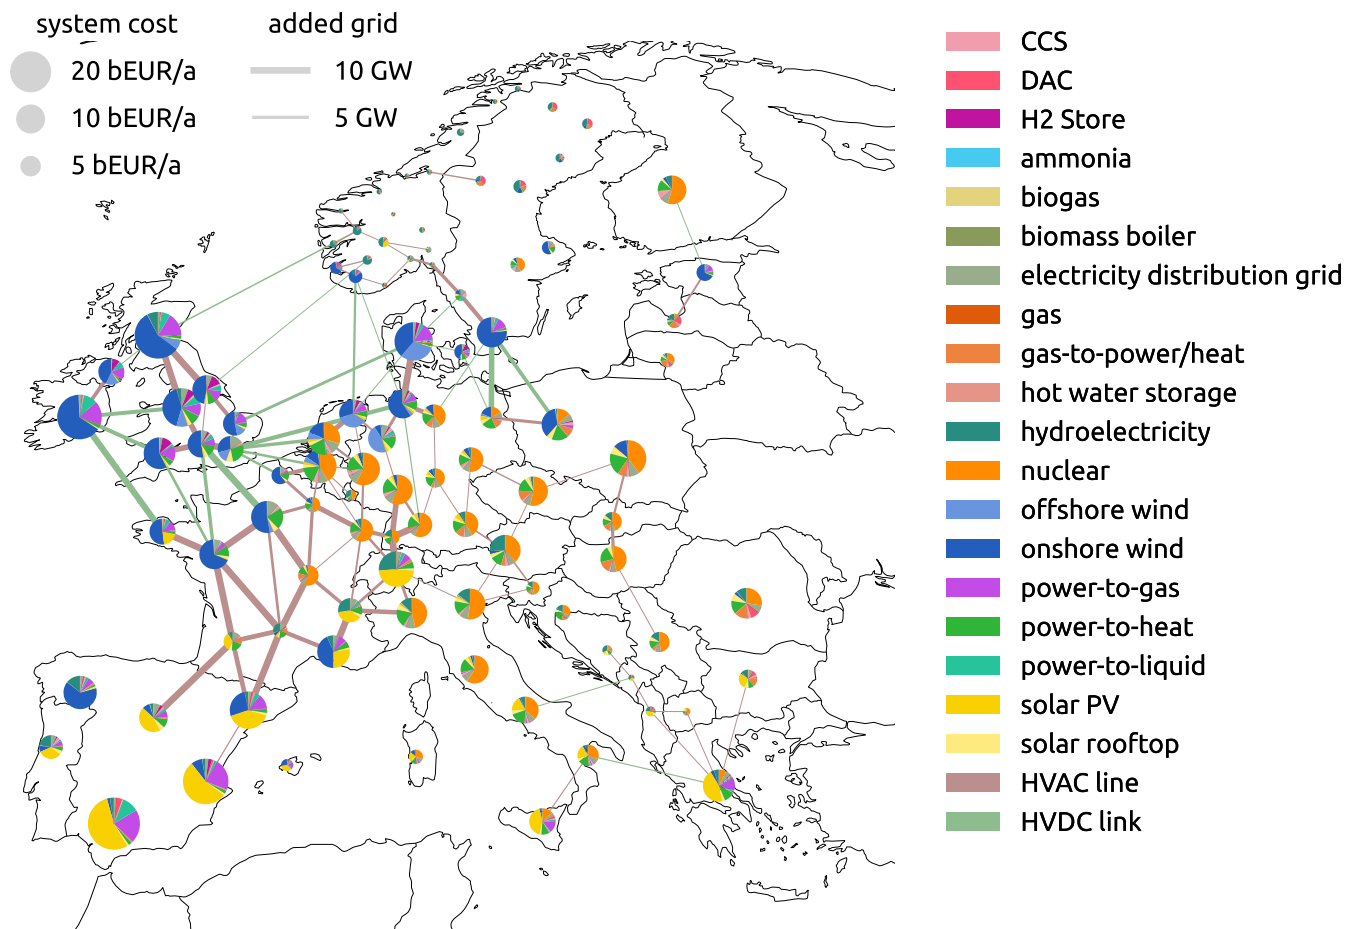 system cost
20 bEUR/a
10 bEUR/a
5 bEUR/a
added grid
10 GW
5 GW
CCS
DAC
H2 Store
ammonia
biogas
biomass boiler
electricity distribution grid
gas
gas-to-power/heat
hot water storage
hydroelectricity
nuclear
offshore wind
onshore wind
power-to-gas
power-to-heat
power-to-liquid
solar PV
solar rooftop
HVAC line
HVDC link